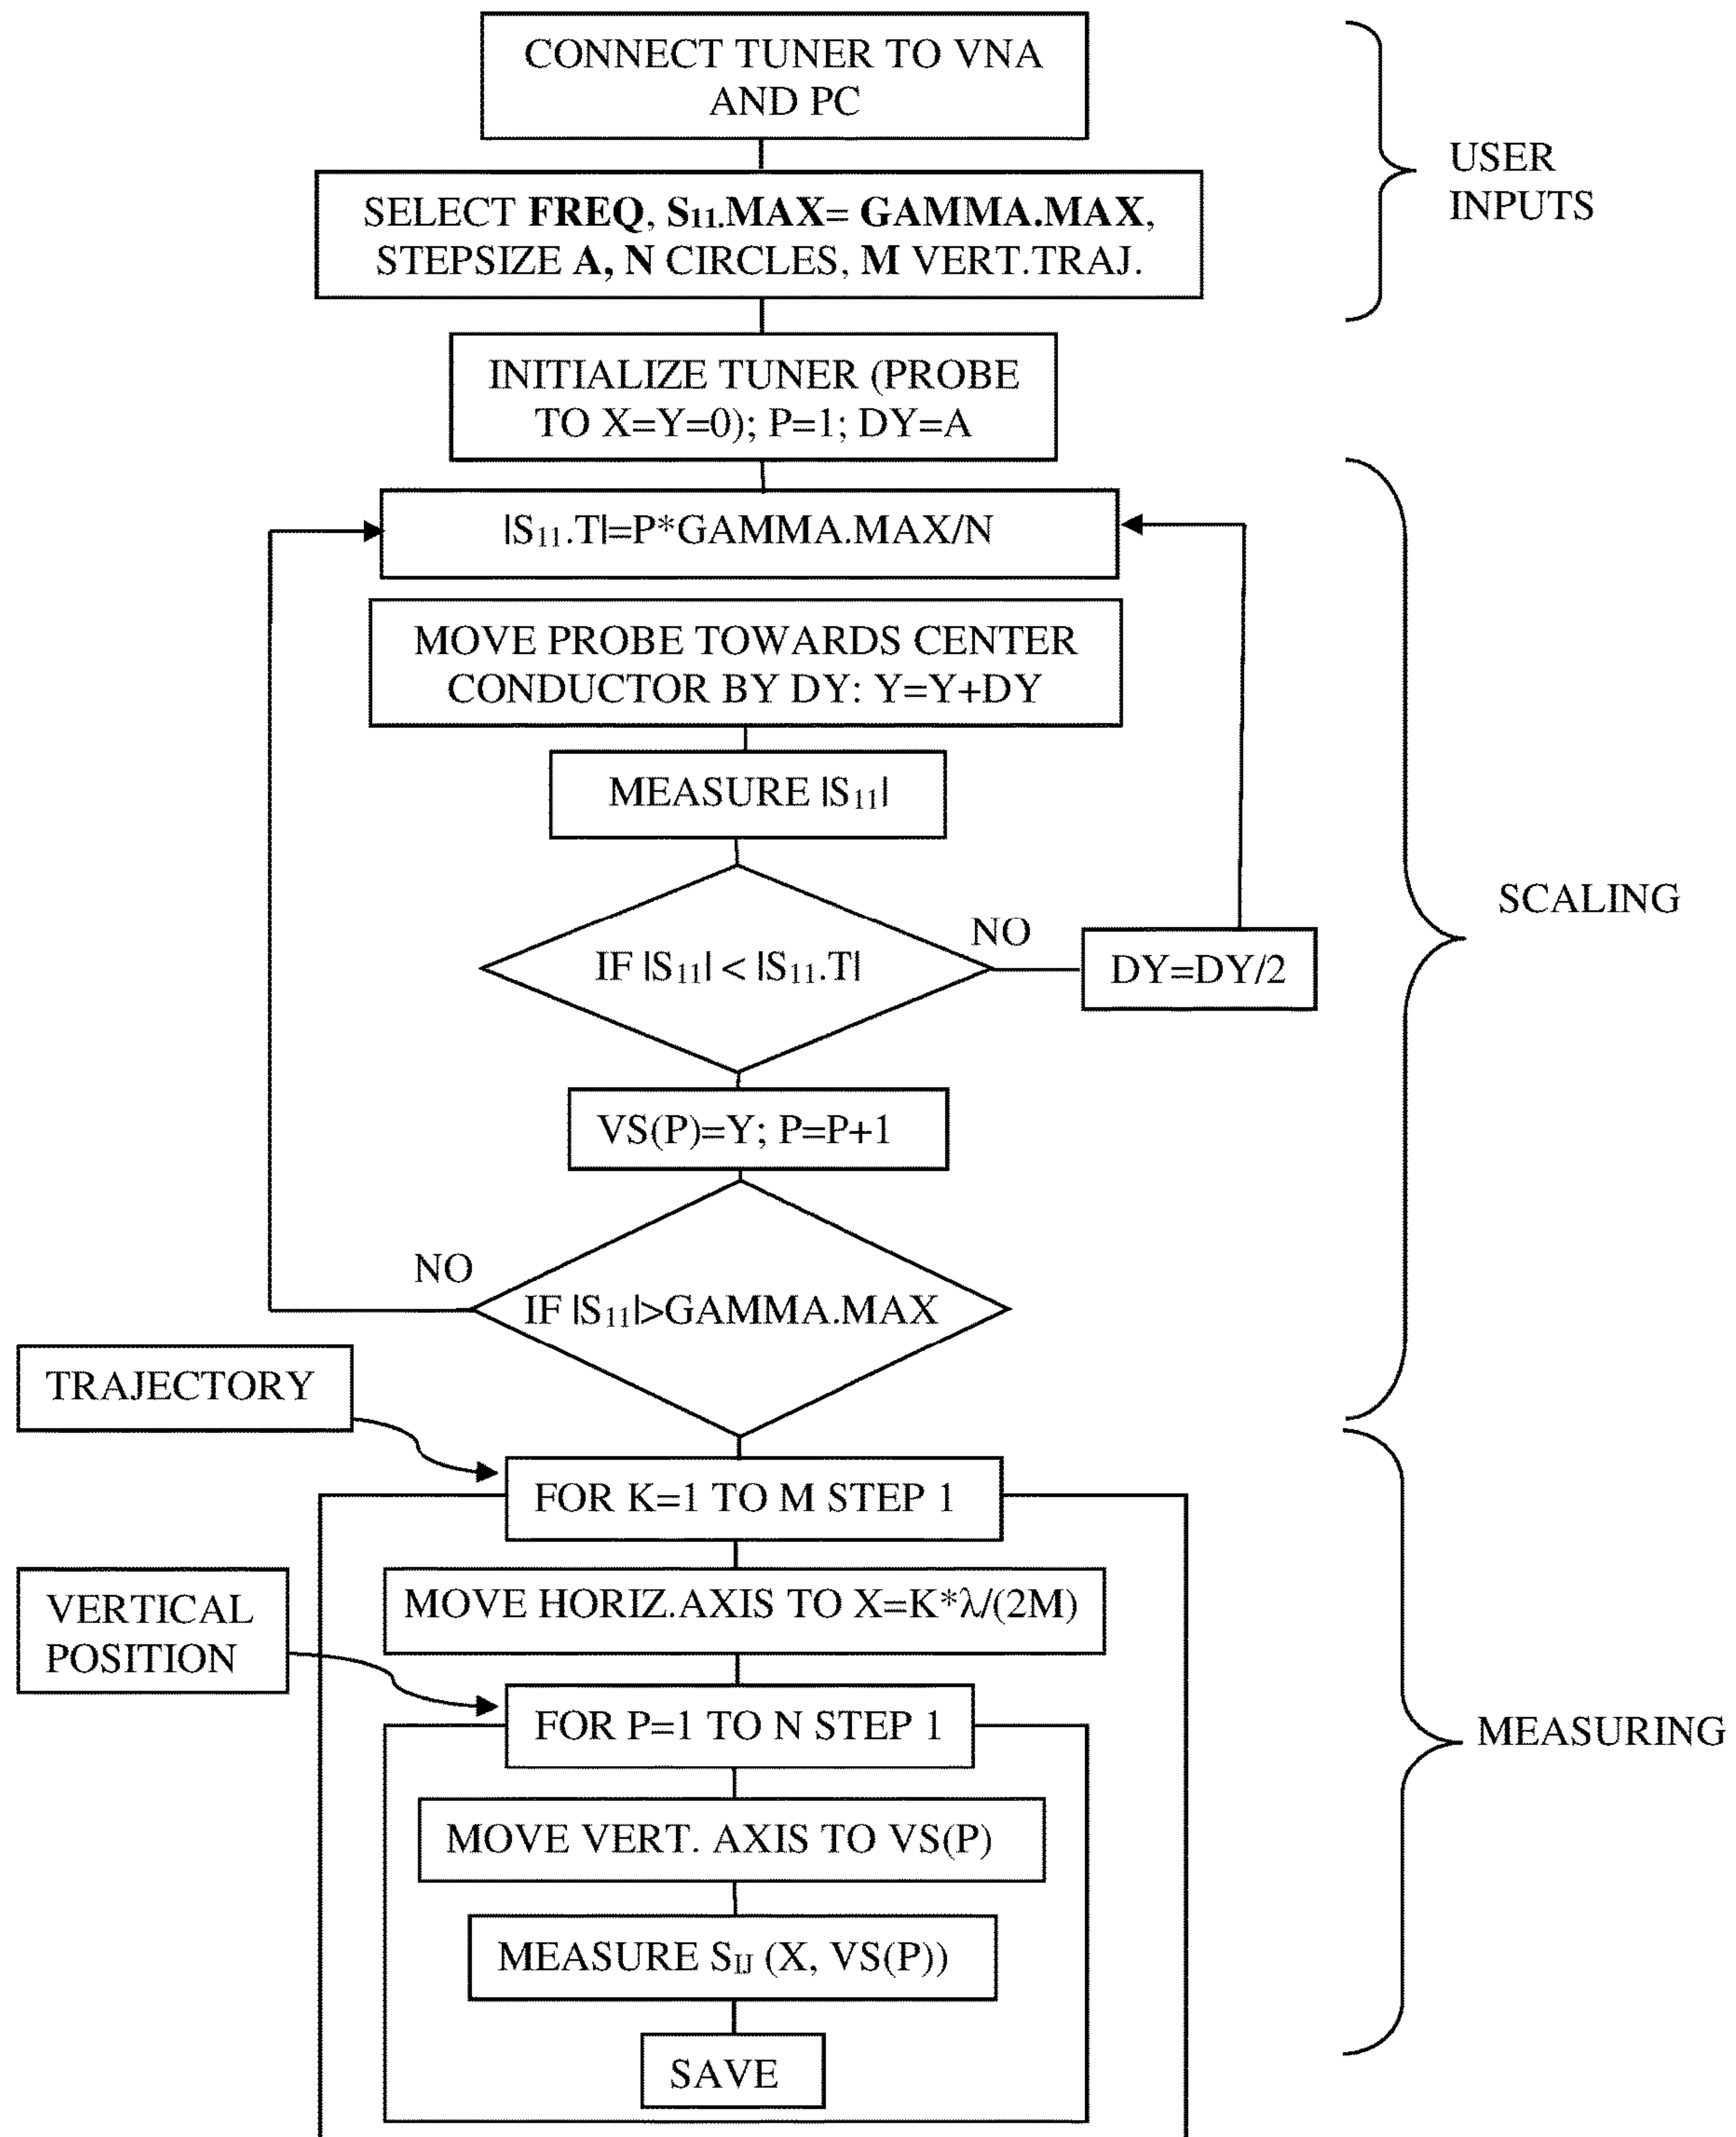 CONNECT TUNER TO VNA
AND PC
USER
INPUTS
SELECT FREQ, S₁₁.MAX= GAMMA.MAX,
STEPSIZE A, N CIRCLES, M VERT.TRAJ.
INITIALIZE TUNER (PROBE
TO X=Y=0); P=1; DY=A
|S₁₁.T|=P*GAMMA.MAX/N
MOVE PROBE TOWARDS CENTER
CONDUCTOR BY DY: Y=Y+DY
MEASURE |S₁₁|
SCALING
IF |S₁₁| < |S₁₁.T|
NO
DY=DY/2
VS(P)=Y; P=P+1
NO
IF |S₁₁|>GAMMA.MAX
TRAJECTORY
FOR K=1 TO M STEP 1
MOVE HORIZ.AXIS TO X=K*λ/(2M)
VERTICAL
POSITION
FOR P=1 TO N STEP 1
MEASURING
MOVE VERT. AXIS TO VS(P)
MEASURE S_IJ (X, VS(P))
SAVE